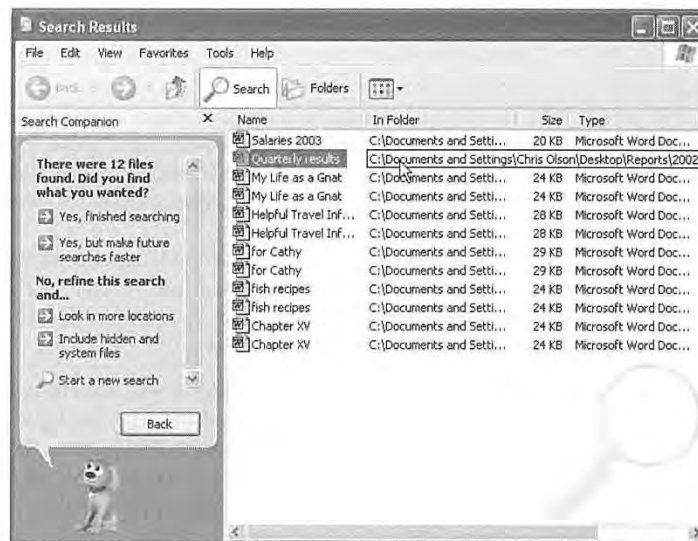 Search Results
File Edit View Favorites Tools Help
Back Search Folders
Search Companion
There were 12 files
found. Did you find
what you wanted?
Yes, finished searching
Yes, but make future
searches faster
No, refine this search
and...
Look in more locations
Include hidden and
system files
Start a new search
Back
Name In Folder Size Type
Salaries 2003 C:\Documents and Setti... 20 KB Microsoft Word Doc...
Quarterly results C:\Documents and Settings\Chris Olson\Desktop\Reports\2002
My Life as a Gnat C:\Documents and Setti... 24 KB Microsoft Word Doc...
My Life as a Gnat C:\Documents and Setti... 24 KB Microsoft Word Doc...
Helpful Travel Inf... C:\Documents and Setti... 28 KB Microsoft Word Doc...
Helpful Travel Inf... C:\Documents and Setti... 28 KB Microsoft Word Doc...
for Cathy C:\Documents and Setti... 29 KB Microsoft Word Doc...
for Cathy C:\Documents and Setti... 29 KB Microsoft Word Doc...
fish recipes C:\Documents and Setti... 24 KB Microsoft Word Doc...
fish recipes C:\Documents and Setti... 24 KB Microsoft Word Doc...
Chapter XV C:\Documents and Setti... 24 KB Microsoft Word Doc...
Chapter XV C:\Documents and Setti... 24 KB Microsoft Word Doc...